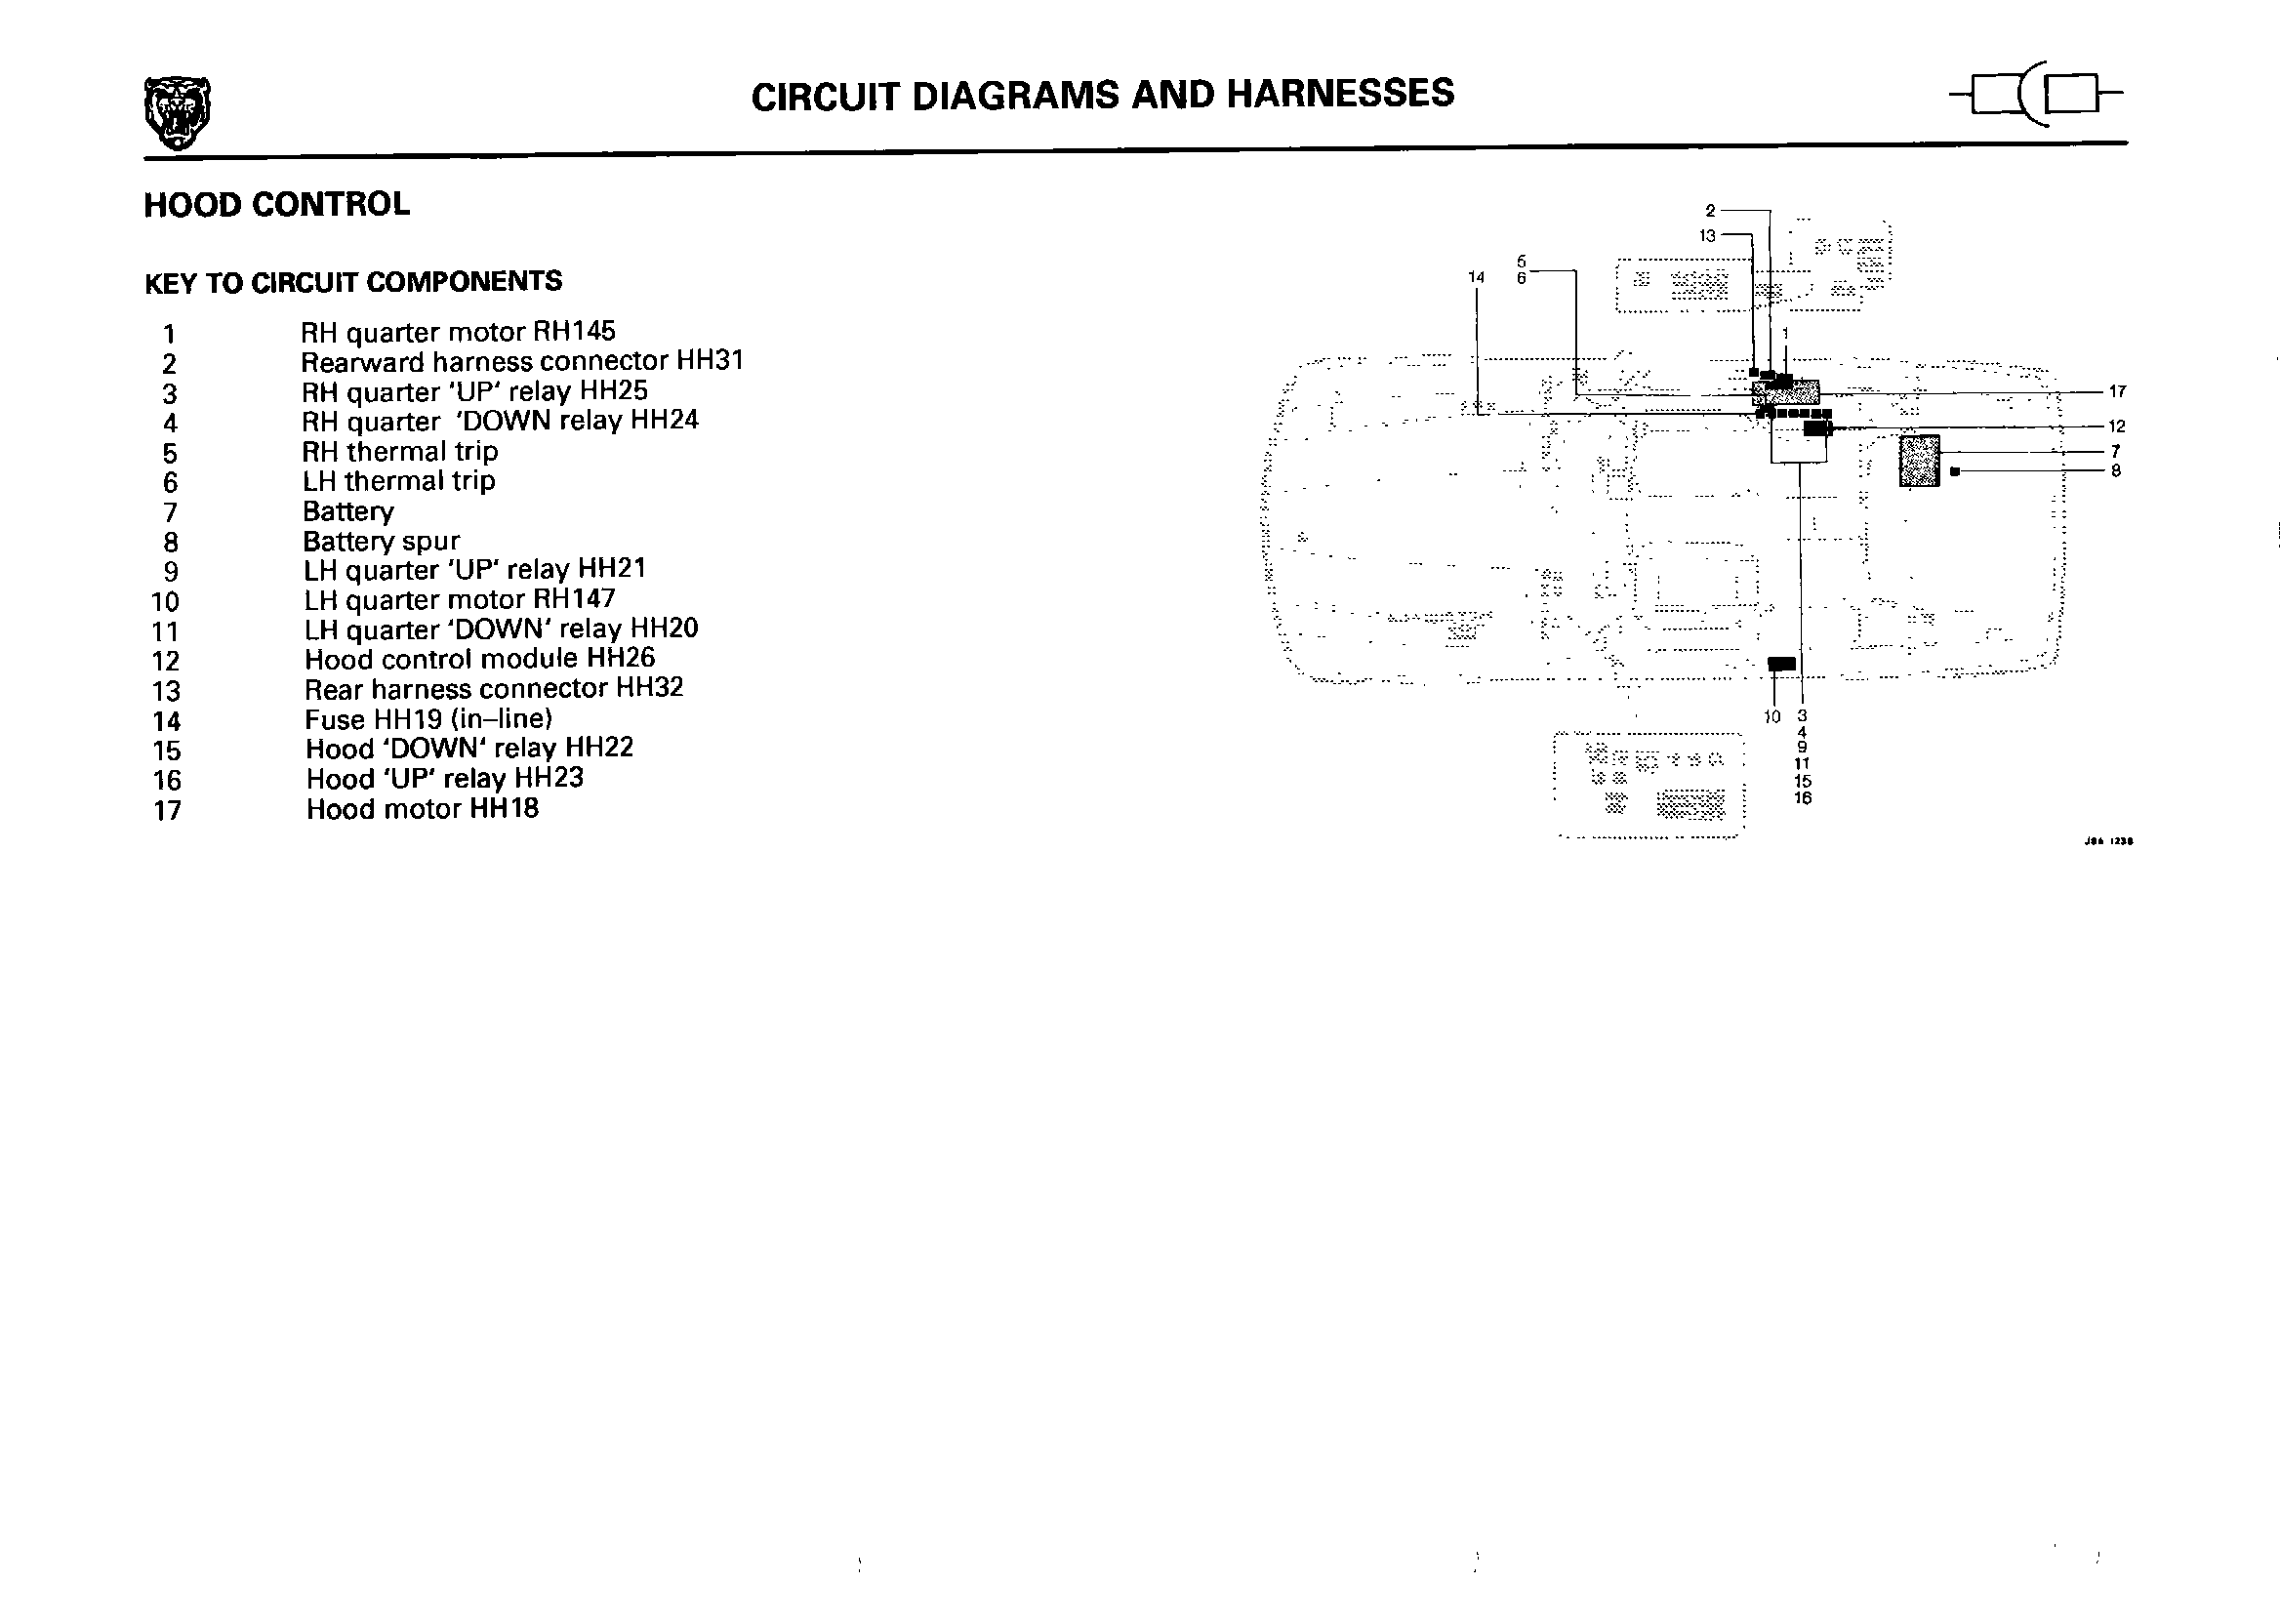 CIRCUIT DIAGRAMS AND HARNESSES
HOOD CONTROL
KEY TO CIRCUIT COMPONENTS
1 RH quarter motor RH145
2 Rearward harness connector HH31
3 RH quarter 'UP' relay HH25
4 RH quarter 'DOWN relay HH24
5 RH thermal trip
6 LH thermal trip
7 Battery
8 Battery spur
9 LH quarter 'UP' relay HH21
10 LH quarter motor RH147
11 LH quarter 'DOWN' relay HH20
12 Hood control module HH26
13 Rear harness connector HH32
14 Fuse HH19 (in–line)
15 Hood 'DOWN' relay HH22
16 Hood 'UP' relay HH23
17 Hood motor HH18
2
13
5
14 6
1
17
12
7
8
10 3
4
9
11
15
16